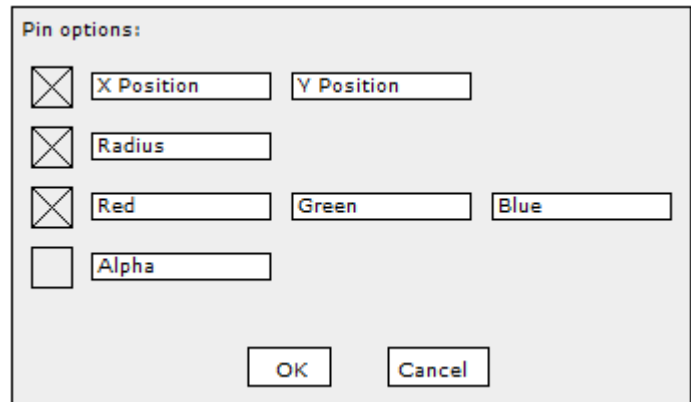 Pin options:
X Position Y Position
Radius
Red Green Blue
Alpha
OK Cancel